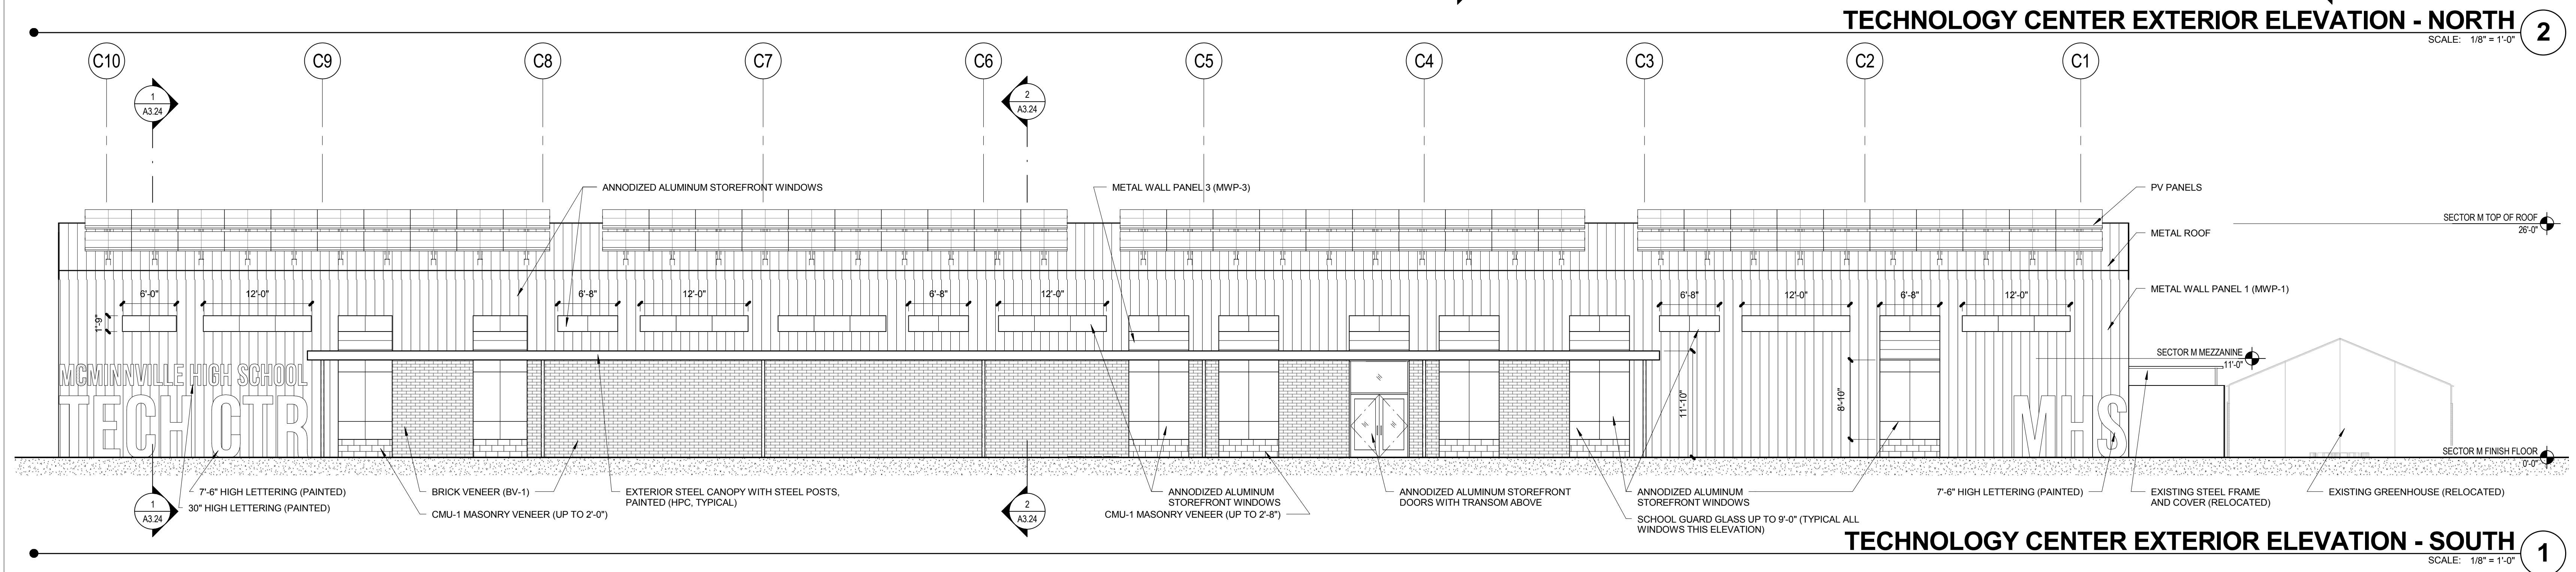 TECHNOLOGY CENTER EXTERIOR ELEVATION - NORTH
SCALE: 1/8" = 1'-0"
2
C10
C9
C8
C7
C6
C5
C4
C3
C2
C1
1
A3.24
2
A3.24
ANNODIZED ALUMINUM STOREFRONT WINDOWS
METAL WALL PANEL 3 (MWP-3)
PV PANELS
SECTOR M TOP OF ROOF
26'-0"
METAL ROOF
METAL WALL PANEL 1 (MWP-1)
6'-0"
12'-0"
6'-8"
12'-0"
6'-8"
12'-0"
6'-8"
12'-0"
6'-8"
12'-0"
1'-9"
SECTOR M MEZZANINE
11'-0"
MCMINNVILLE HIGH SCHOOL
TECH CTR
11'-10"
8'-10"
MHS
SECTOR M FINISH FLOOR
0'-0"
7'-6" HIGH LETTERING (PAINTED)
30" HIGH LETTERING (PAINTED)
BRICK VENEER (BV-1)
CMU-1 MASONRY VENEER (UP TO 2'-0")
EXTERIOR STEEL CANOPY WITH STEEL POSTS,
PAINTED (HPC, TYPICAL)
ANNODIZED ALUMINUM
STOREFRONT WINDOWS
CMU-1 MASONRY VENEER (UP TO 2'-8")
ANNODIZED ALUMINUM STOREFRONT
DOORS WITH TRANSOM ABOVE
ANNODIZED ALUMINUM
STOREFRONT WINDOWS
SCHOOL GUARD GLASS UP TO 9'-0" (TYPICAL ALL
WINDOWS THIS ELEVATION)
7'-6" HIGH LETTERING (PAINTED)
EXISTING STEEL FRAME
AND COVER (RELOCATED)
EXISTING GREENHOUSE (RELOCATED)
1
A3.24
2
A3.24
TECHNOLOGY CENTER EXTERIOR ELEVATION - SOUTH
SCALE: 1/8" = 1'-0"
1